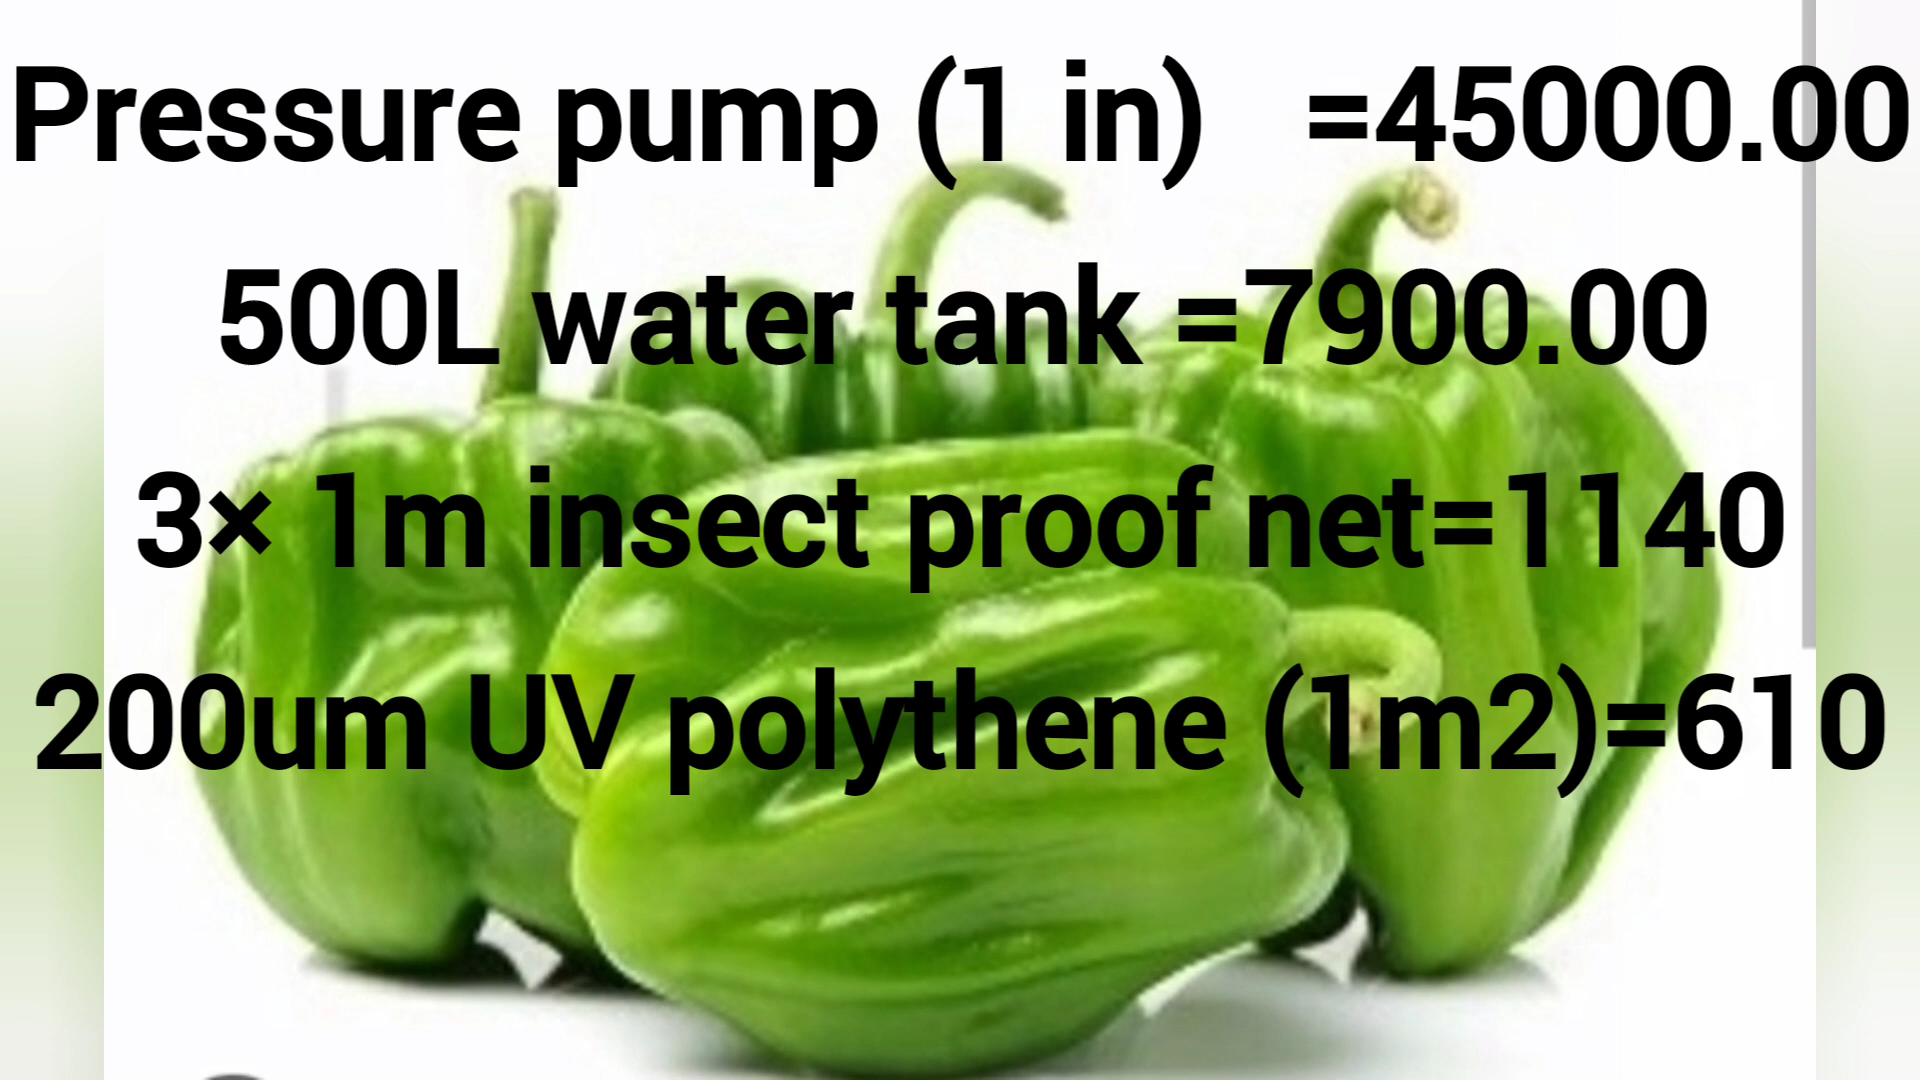 Pressure pump (1 in) =45000.00
500L water tank =7900.00
3× 1m insect proof net=1140
200um UV polythene (1m2)=610